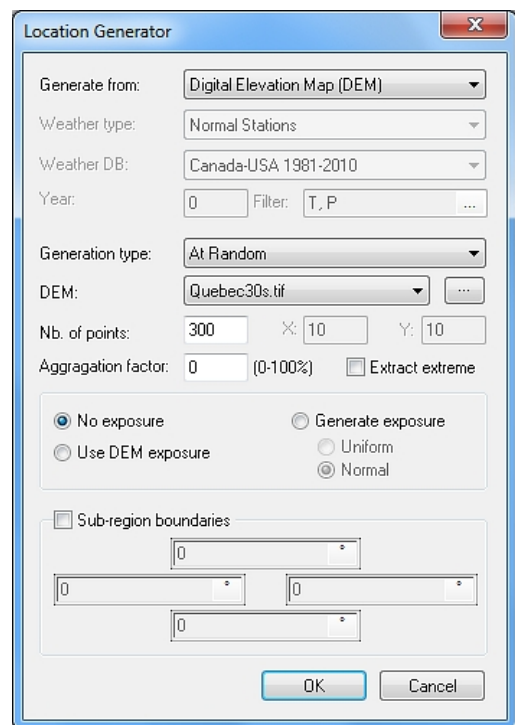 Location Generator
Generate from: Digital Elevation Map (DEM)
Weather type: Normal Stations
Weather DB: Canada-USA 1981-2010
Year: 0 Filter: T, P ...
Generation type: At Random
DEM: Quebec30s.tif ...
Nb. of points: 300 X: 10 Y: 10
Aggragation factor: 0 (0-100%) Extract extreme
No exposure Generate exposure
Use DEM exposure Uniform
Normal
Sub-region boundaries
0 °
0 ° 0 °
0 °
OK Cancel